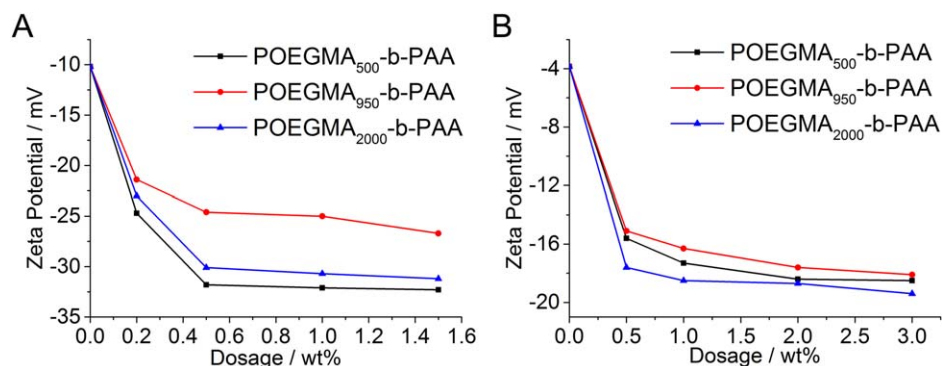 A
POEGMA500-b-PAA
POEGMA950-b-PAA
POEGMA2000-b-PAA
Zeta Potential / mV
-10
-15
-20
-25
-30
-35
0.0 0.2 0.4 0.6 0.8 1.0 1.2 1.4 1.6
Dosage / wt%
B
POEGMA500-b-PAA
POEGMA950-b-PAA
POEGMA2000-b-PAA
Zeta Potential / mV
-4
-8
-12
-16
-20
0.0 0.5 1.0 1.5 2.0 2.5 3.0
Dosage / wt%